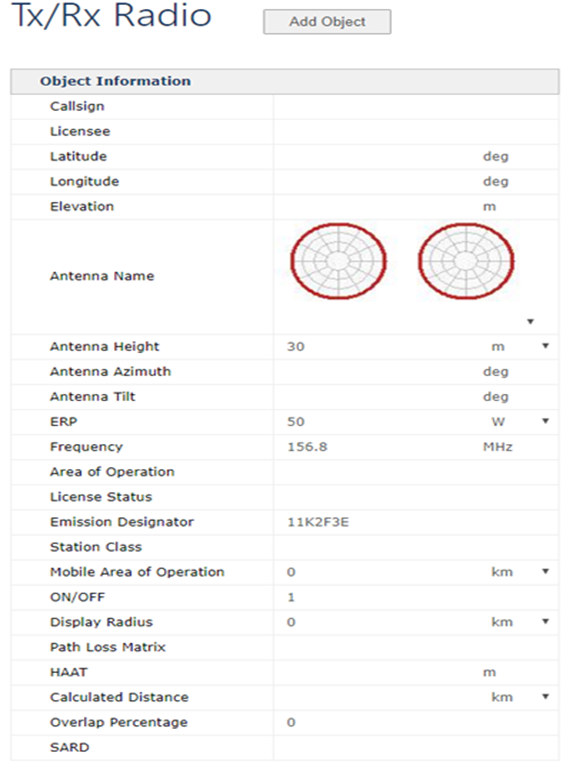 Tx/Rx Radio Add Object
Object Information
Callsign
Licensee
Latitude deg
Longitude deg
Elevation m
Antenna Name
Antenna Height 30 m
Antenna Azimuth deg
Antenna Tilt deg
ERP 50 W
Frequency 156.8 MHz
Area of Operation
License Status
Emission Designator 11K2F3E
Station Class
Mobile Area of Operation 0 km
ON/OFF 1
Display Radius 0 km
Path Loss Matrix
HAAT m
Calculated Distance km
Overlap Percentage 0
SARD